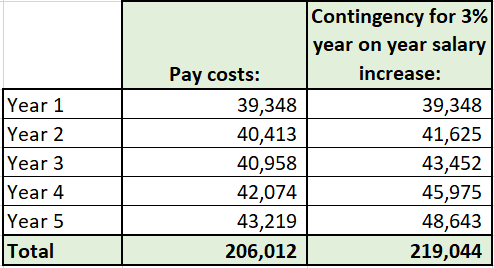 Pay costs: Contingency for 3% year on year salary increase:
Year 1 39,348 39,348
Year 2 40,413 41,625
Year 3 40,958 43,452
Year 4 42,074 45,975
Year 5 43,219 48,643
Total 206,012 219,044